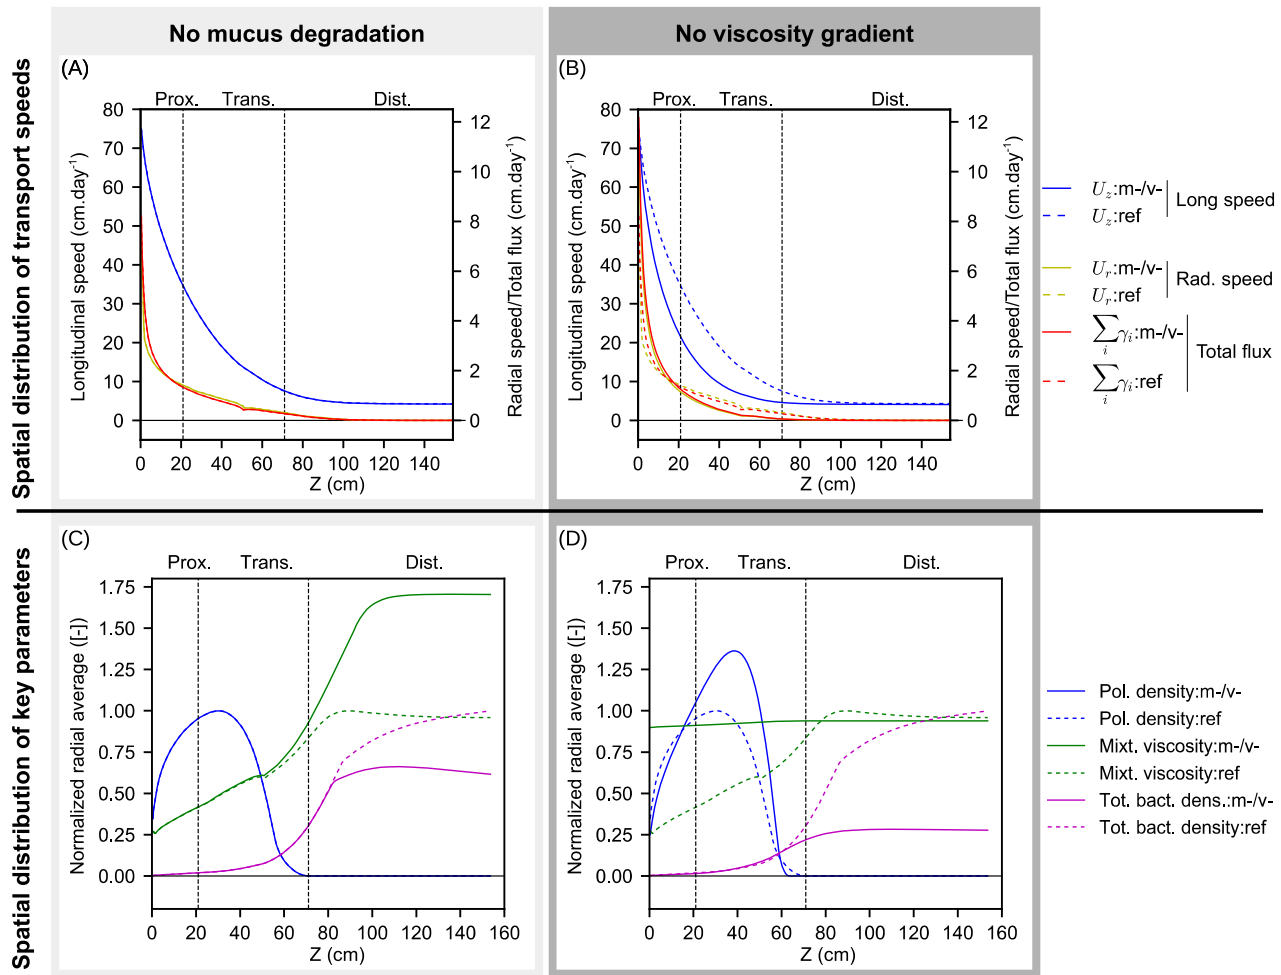 No mucus degradation
No viscosity gradient
Spatial distribution of transport speeds
(A)
Prox. Trans. Dist.
80
70
60
50
40
30
20
10
0
Longitudinal speed (cm.day⁻¹)
12
10
8
6
4
2
0
Radial speed/Total flux (cm.day⁻¹)
0 20 40 60 80 100 120 140
Z (cm)
(B)
Prox. Trans. Dist.
80
70
60
50
40
30
20
10
0
Longitudinal speed (cm.day⁻¹)
12
10
8
6
4
2
0
Radial speed/Total flux (cm.day⁻¹)
0 20 40 60 80 100 120 140
Z (cm)
U_z:m-/v-
U_z:ref
Long speed
U_r:m-/v-
U_r:ref
Rad. speed
∑_i γ_i:m-/v-
∑_i γ_i:ref
Total flux
Spatial distribution of key parameters
(C)
Prox. Trans. Dist.
1.75
1.50
1.25
1.00
0.75
0.50
0.25
0.00
Normalized radial average ([-])
0 20 40 60 80 100 120 140 160
Z (cm)
(D)
Prox. Trans. Dist.
1.75
1.50
1.25
1.00
0.75
0.50
0.25
0.00
Normalized radial average ([-])
0 20 40 60 80 100 120 140 160
Z (cm)
Pol. density:m-/v-
Pol. density:ref
Mixt. viscosity:m-/v-
Mixt. viscosity:ref
Tot. bact. dens.:m-/v-
Tot. bact. density:ref